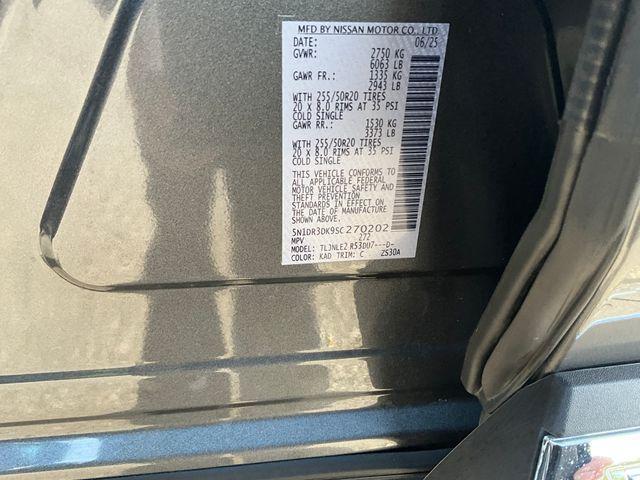 MFD BY NISSAN MOTOR CO., LTD
DATE: 06/25
GVWR: 2750 KG
6063 LB
GAWR FR.: 1335 KG
2943 LB
WITH 255/50R20 TIRES
20 x 8.0 RIMS AT 35 PSI
COLD SINGLE
GAWR RR.: 1530 KG
3373 LB
WITH 255/50R20 TIRES
20 x 8.0 RIMS AT 35 PSI
COLD SINGLE
THIS VEHICLE CONFORMS TO
ALL APPLICABLE FEDERAL
MOTOR VEHICLE SAFETY AND
THEFT PREVENTION
STANDARDS IN EFFECT ON
THE DATE OF MANUFACTURE
SHOWN ABOVE.
5N1DR3DK9SC270202
MPV 272
MODEL: TLJNLE2 R53DU7---D-
COLOR: KAD TRIM: C ZS30A